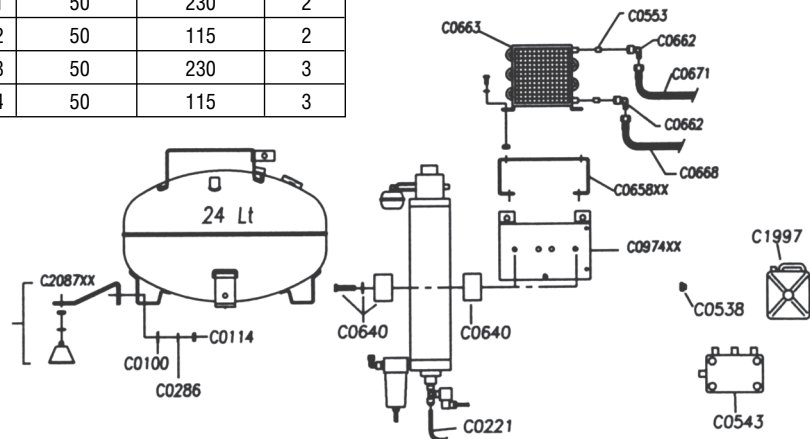 50 230 2
2 50 115 2
3 50 230 3
4 50 115 3
C0553
C0663
C0662
C0671
C0662
C0668
C0658XX
24 Lt
C0974XX
C1997
C2087XX
C0538
C0640
C0640
C0114
C0100
C0286
C0543
C0221